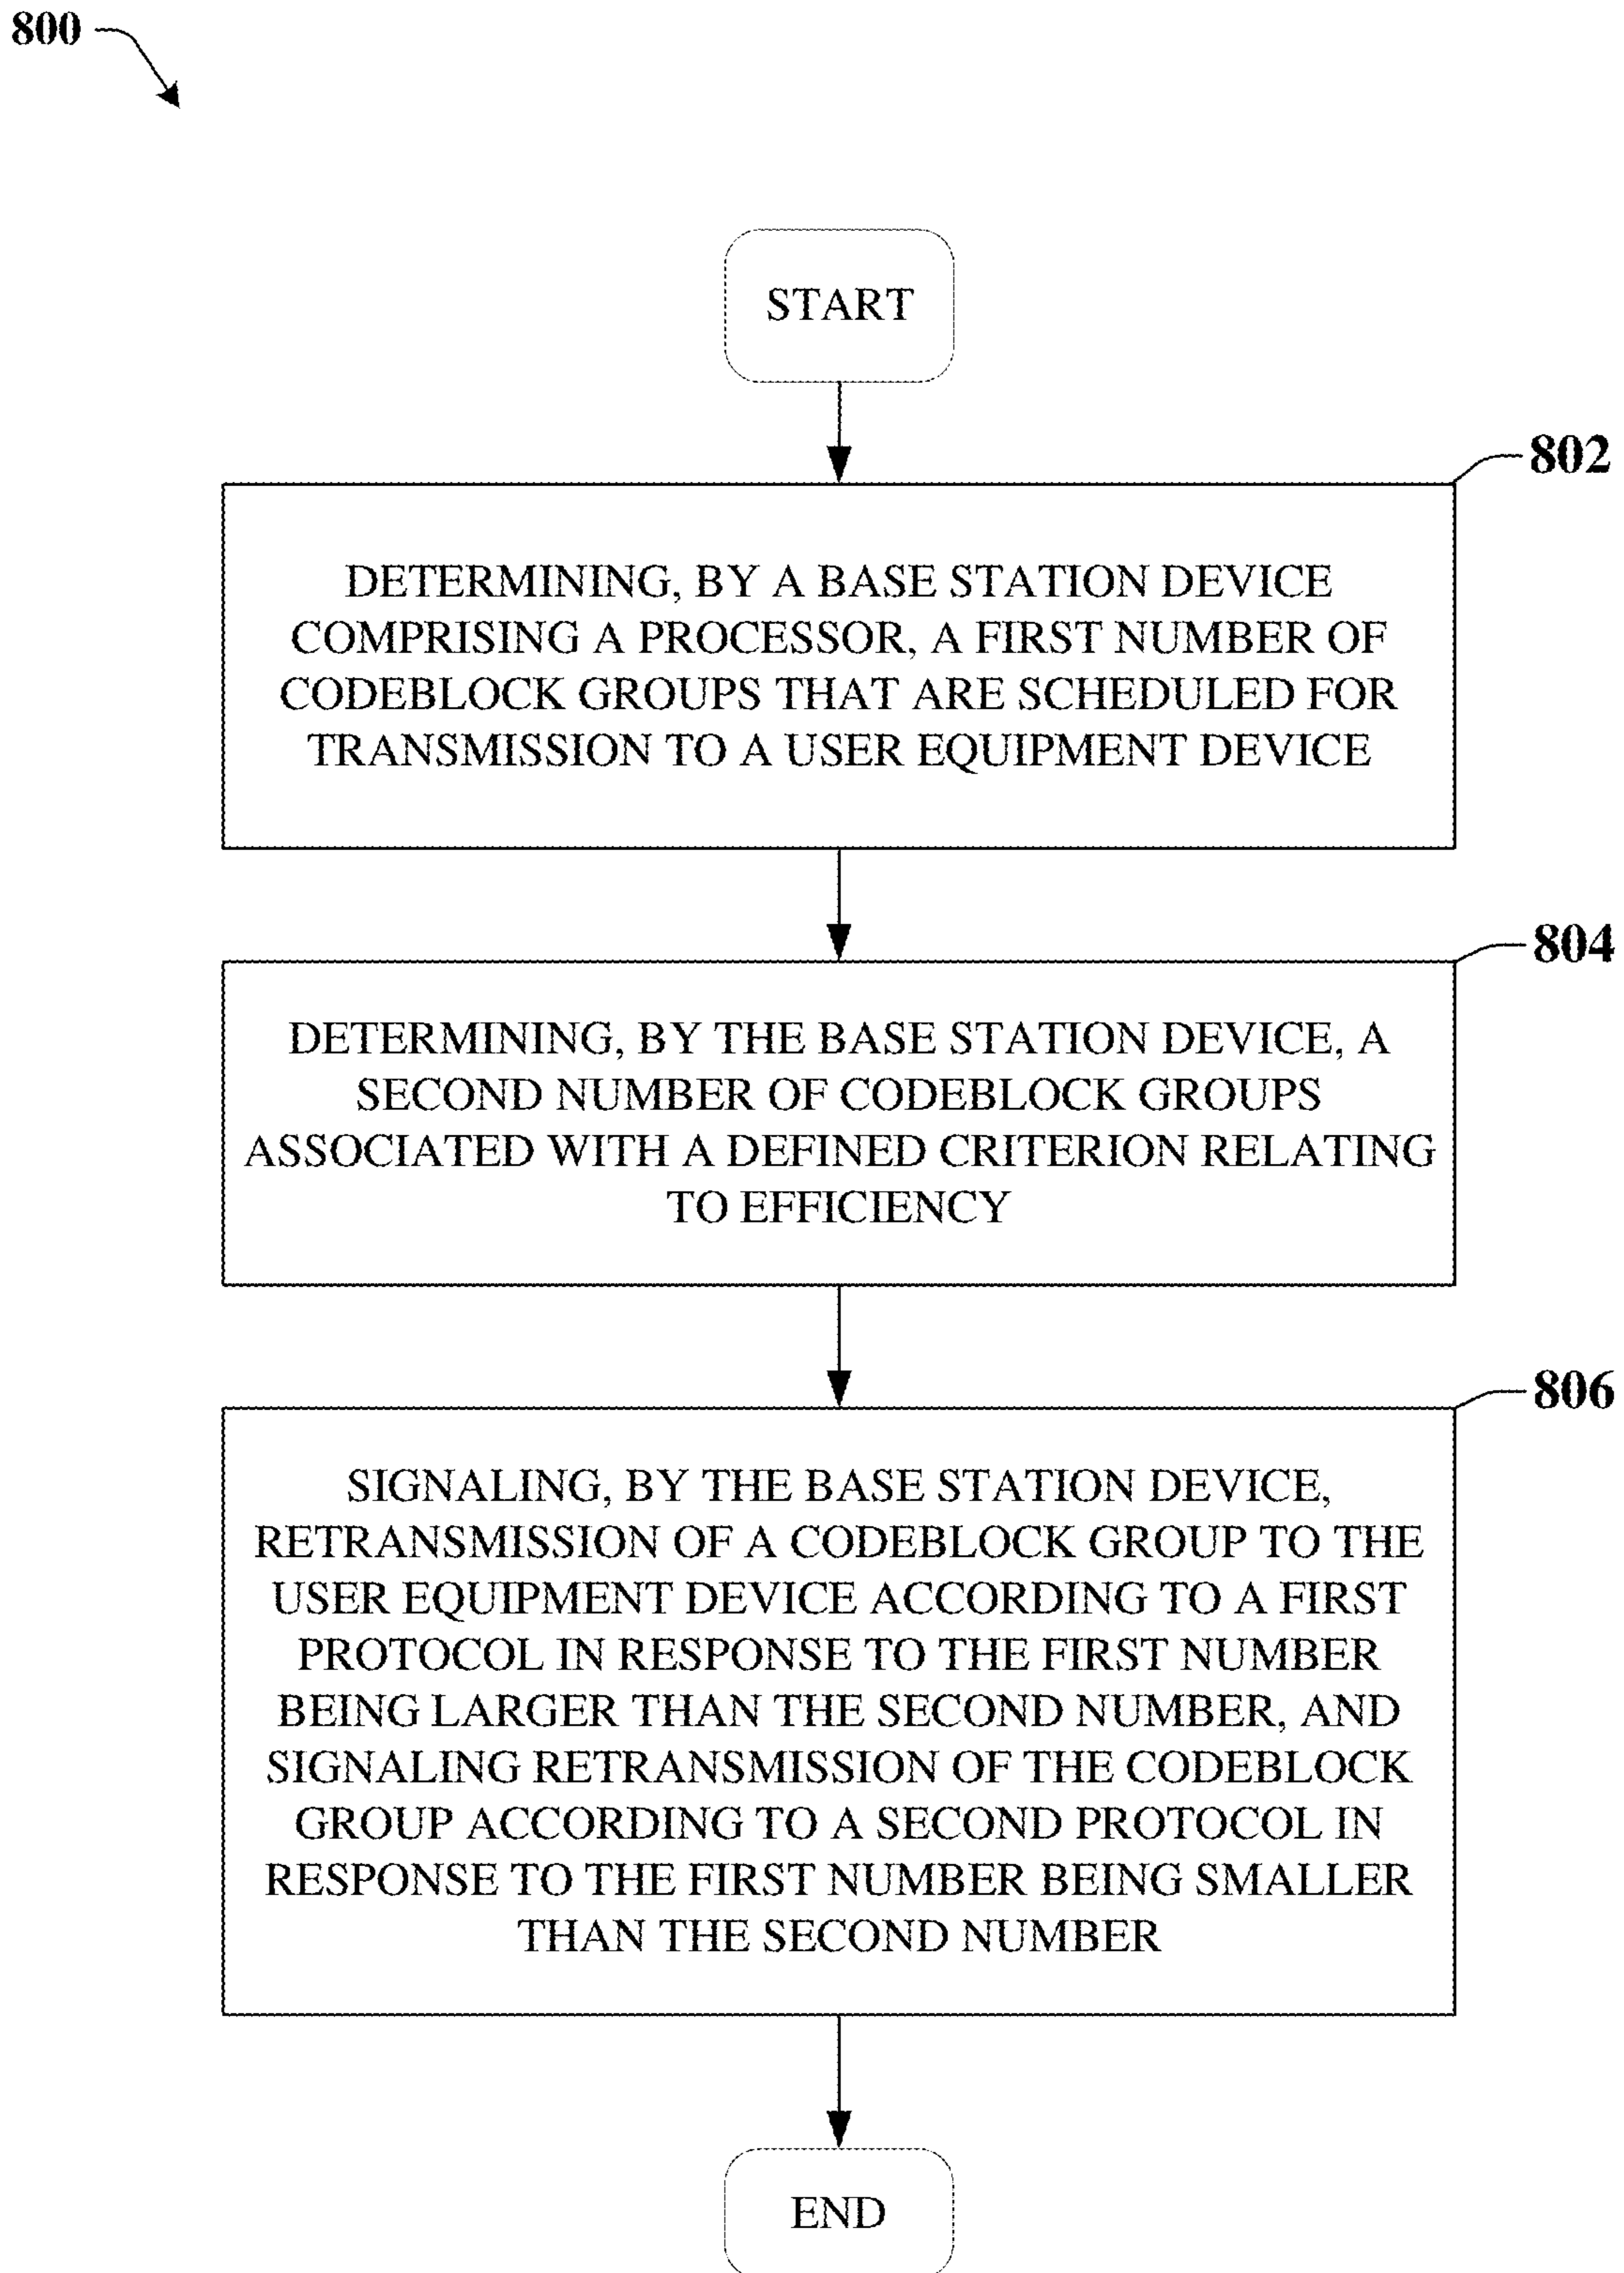 800
START
802
DETERMINING, BY A BASE STATION DEVICE
COMPRISING A PROCESSOR, A FIRST NUMBER OF
CODEBLOCK GROUPS THAT ARE SCHEDULED FOR
TRANSMISSION TO A USER EQUIPMENT DEVICE
804
DETERMINING, BY THE BASE STATION DEVICE, A
SECOND NUMBER OF CODEBLOCK GROUPS
ASSOCIATED WITH A DEFINED CRITERION RELATING
TO EFFICIENCY
806
SIGNALING, BY THE BASE STATION DEVICE,
RETRANSMISSION OF A CODEBLOCK GROUP TO THE
USER EQUIPMENT DEVICE ACCORDING TO A FIRST
PROTOCOL IN RESPONSE TO THE FIRST NUMBER
BEING LARGER THAN THE SECOND NUMBER, AND
SIGNALING RETRANSMISSION OF THE CODEBLOCK
GROUP ACCORDING TO A SECOND PROTOCOL IN
RESPONSE TO THE FIRST NUMBER BEING SMALLER
THAN THE SECOND NUMBER
END